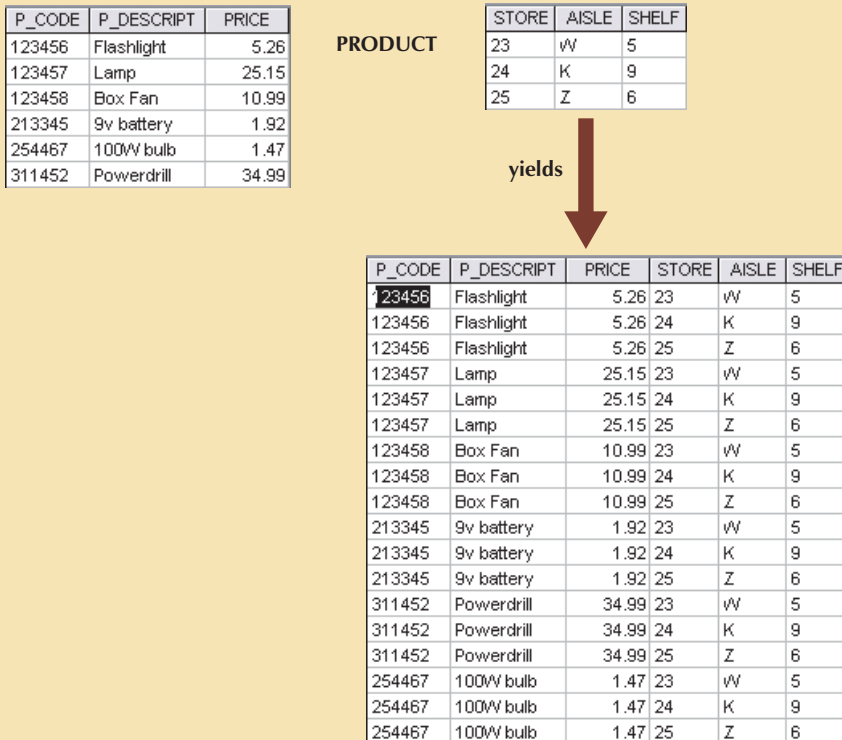 P_CODE P_DESCRIPT PRICE
123456 Flashlight 5.26
123457 Lamp 25.15
123458 Box Fan 10.99
213345 9v battery 1.92
254467 100W bulb 1.47
311452 Powerdrill 34.99
PRODUCT
STORE AISLE SHELF
23 W 5
24 K 9
25 Z 6
yields
P_CODE P_DESCRIPT PRICE STORE AISLE SHELF
123456 Flashlight 5.26 23 W 5
123456 Flashlight 5.26 24 K 9
123456 Flashlight 5.26 25 Z 6
123457 Lamp 25.15 23 W 5
123457 Lamp 25.15 24 K 9
123457 Lamp 25.15 25 Z 6
123458 Box Fan 10.99 23 W 5
123458 Box Fan 10.99 24 K 9
123458 Box Fan 10.99 25 Z 6
213345 9v battery 1.92 23 W 5
213345 9v battery 1.92 24 K 9
213345 9v battery 1.92 25 Z 6
311452 Powerdrill 34.99 23 W 5
311452 Powerdrill 34.99 24 K 9
311452 Powerdrill 34.99 25 Z 6
254467 100W bulb 1.47 23 W 5
254467 100W bulb 1.47 24 K 9
254467 100W bulb 1.47 25 Z 6